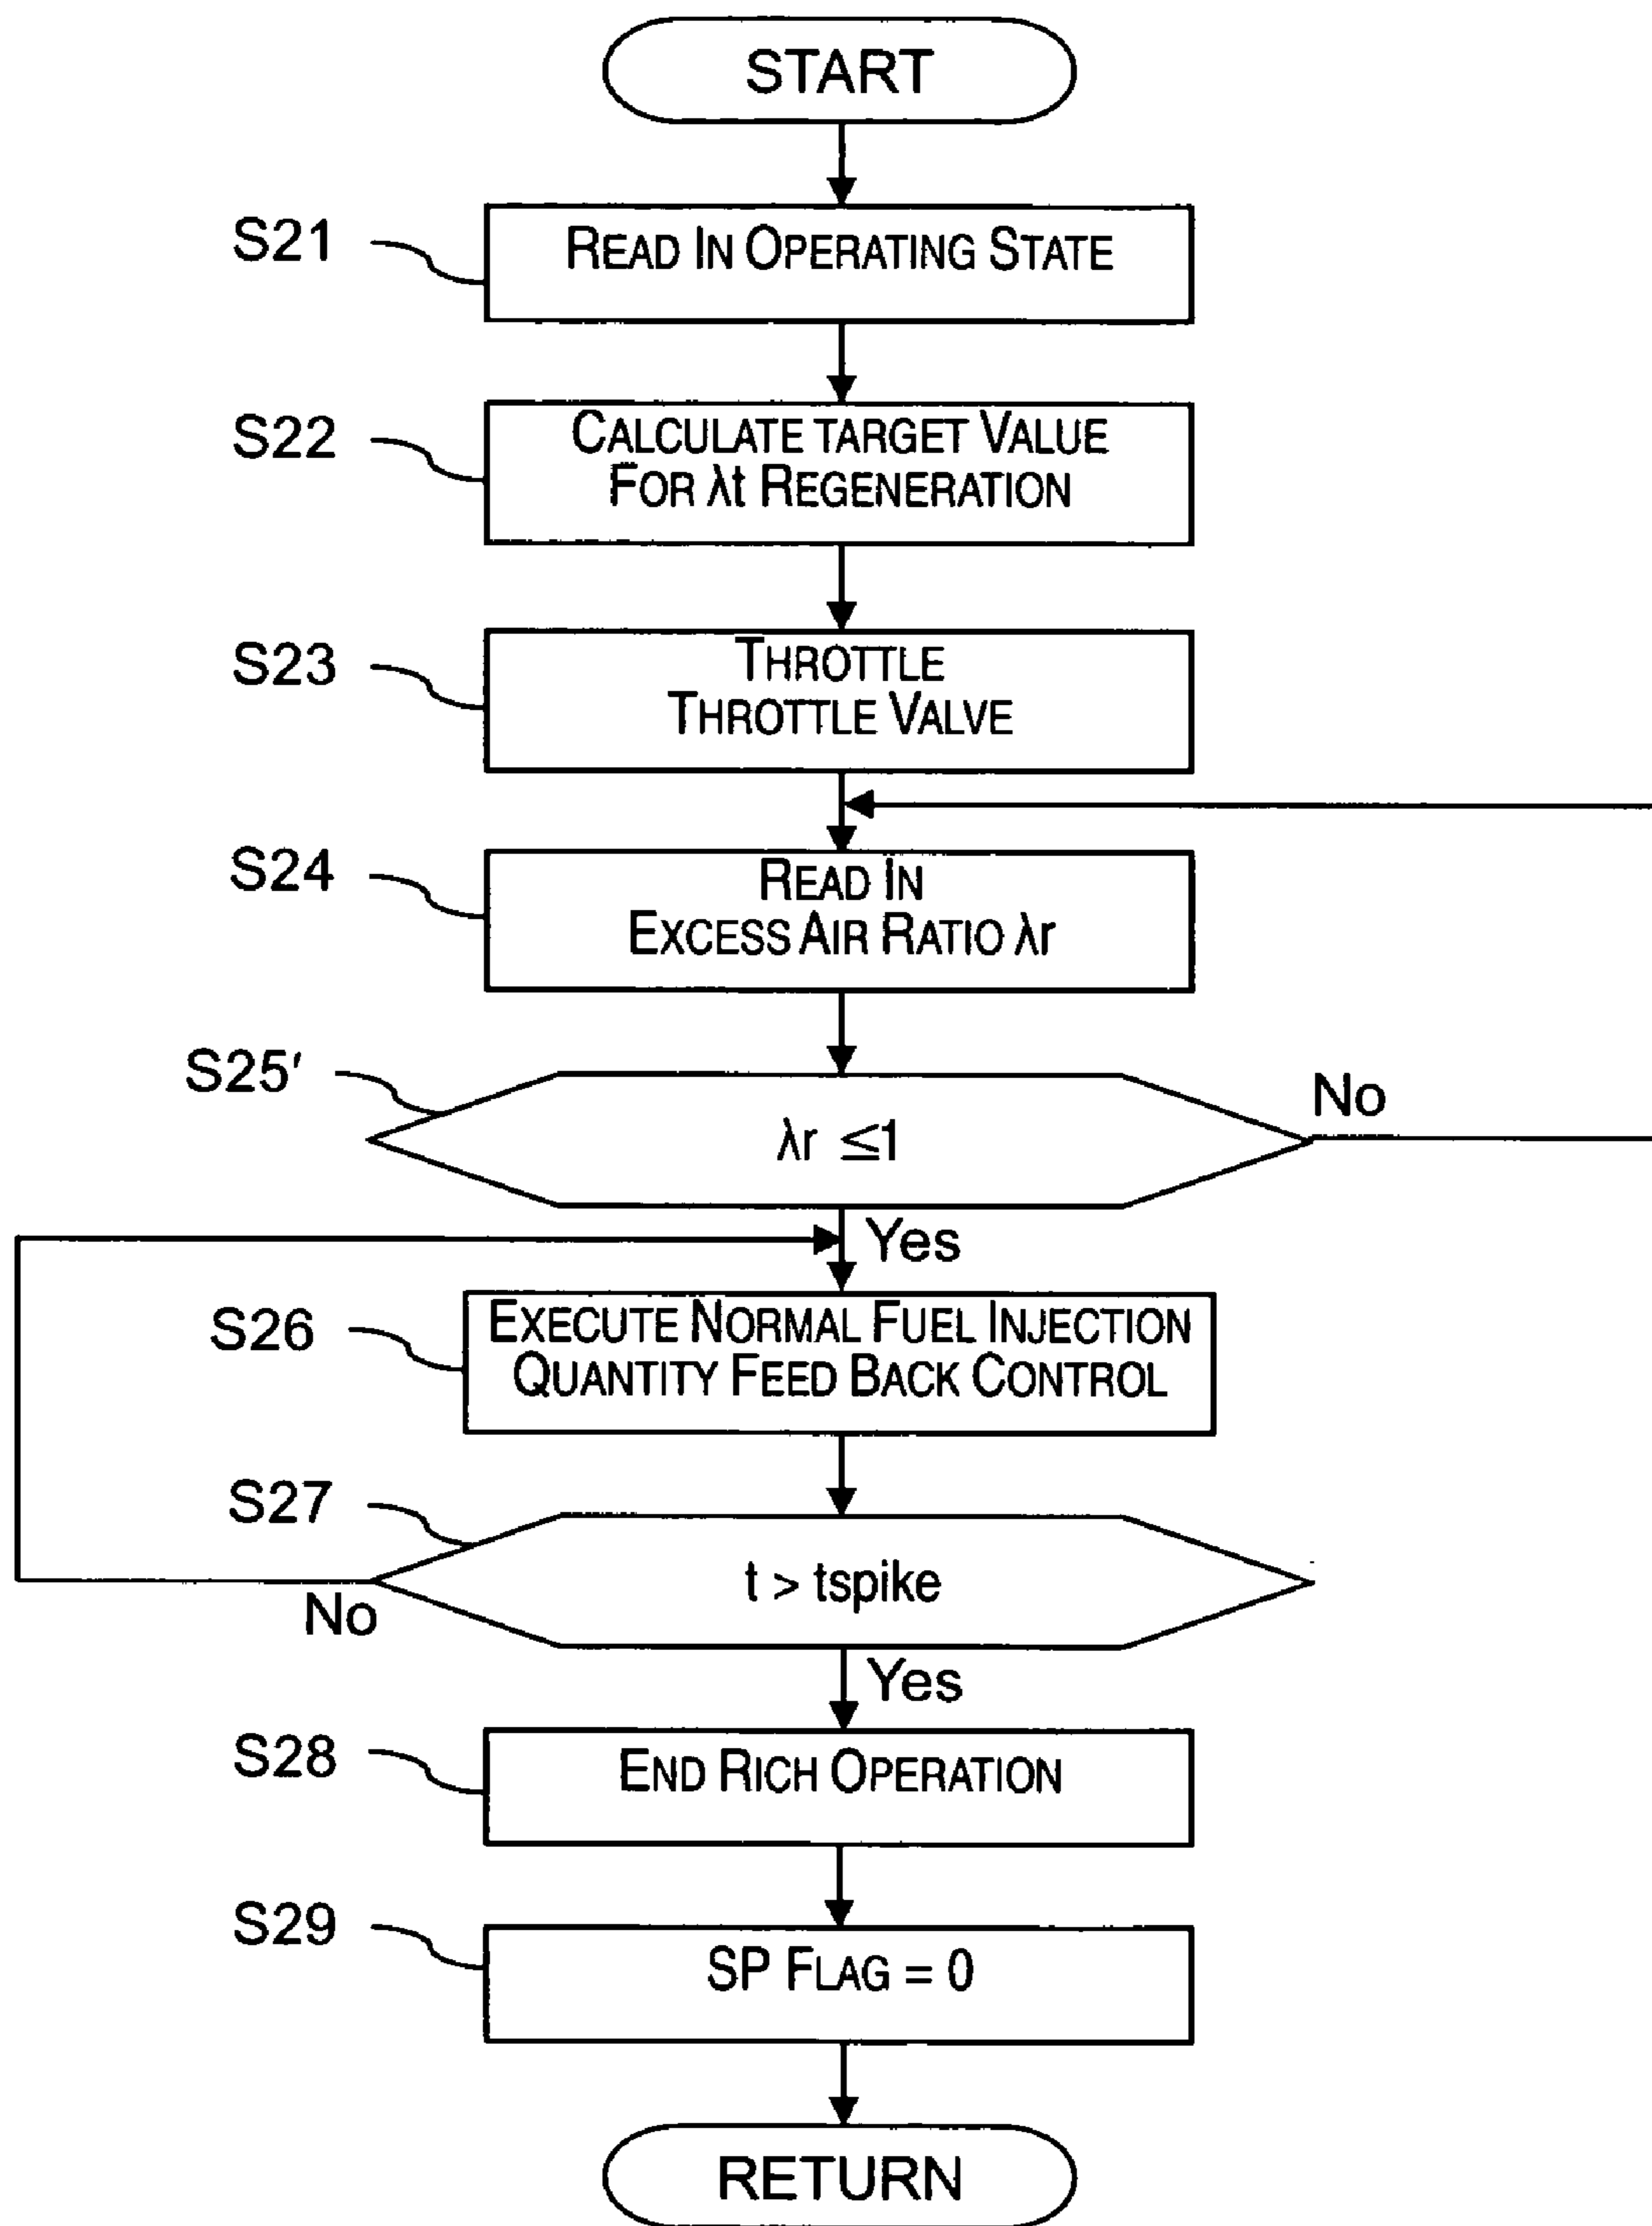 START
S21
READ IN OPERATING STATE
S22
CALCULATE TARGET VALUE
FOR λt REGENERATION
S23
THROTTLE
THROTTLE VALVE
S24
READ IN
EXCESS AIR RATIO λr
S25'
λr ≤1
No
Yes
S26
EXECUTE NORMAL FUEL INJECTION
QUANTITY FEED BACK CONTROL
S27
t > tspike
No
Yes
S28
END RICH OPERATION
S29
SP FLAG = 0
RETURN